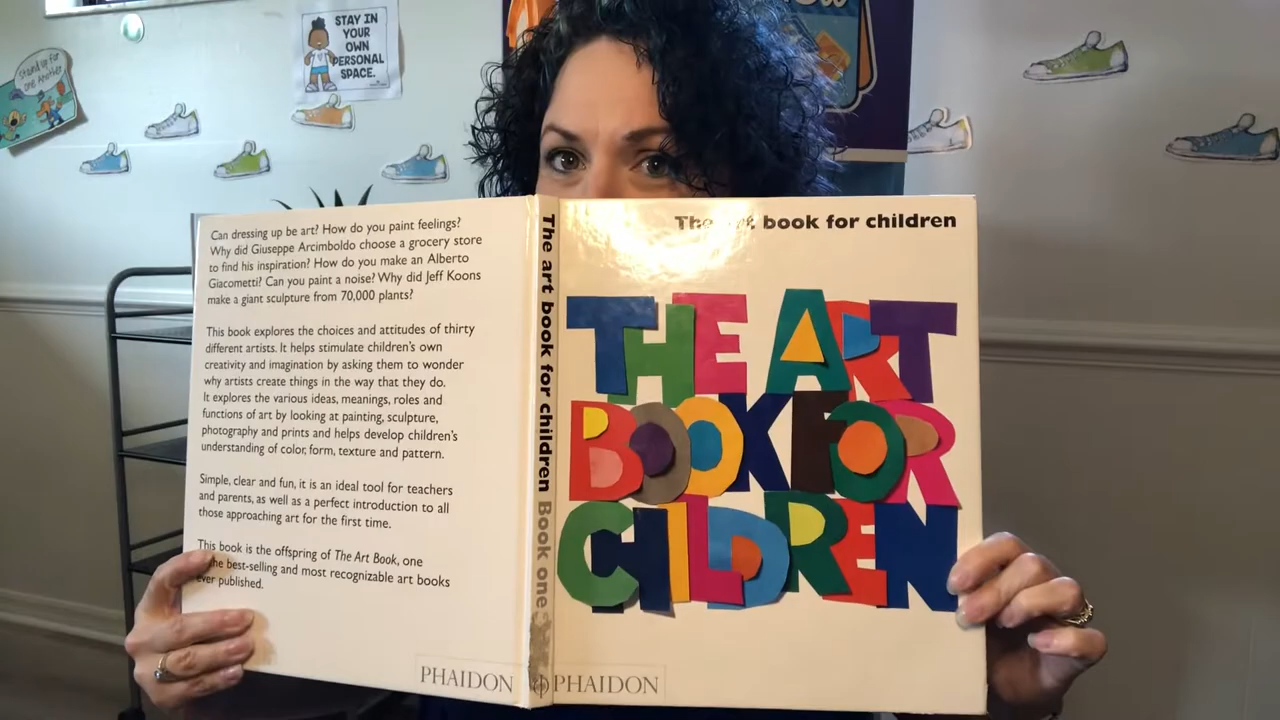 Stand up for
one Another
STAY IN
YOUR
OWN
PERSONAL
SPACE.
Can dressing up be art? How do you paint feelings?
Why did Giuseppe Arcimboldo choose a grocery store
to find his inspiration? How do you make an Alberto
Giacometti? Can you paint a noise? Why did Jeff Koons
make a giant sculpture from 70,000 plants?
This book explores the choices and attitudes of thirty
different artists. It helps stimulate children's own
creativity and imagination by asking them to wonder
why artists create things in the way that they do.
It explores the various ideas, meanings, roles and
functions of art by looking at painting, sculpture,
photography and prints and helps develop children's
understanding of color, form, texture and pattern.
Simple, clear and fun, it is an ideal tool for teachers
and parents, as well as a perfect introduction to all
those approaching art for the first time.
This book is the offspring of The Art Book, one
the best-selling and most recognizable art books
ever published.
PHAIDON
The art book for children Book one
PHAIDON
The art book for children
THE ART
BOOK FOR
CHILDREN